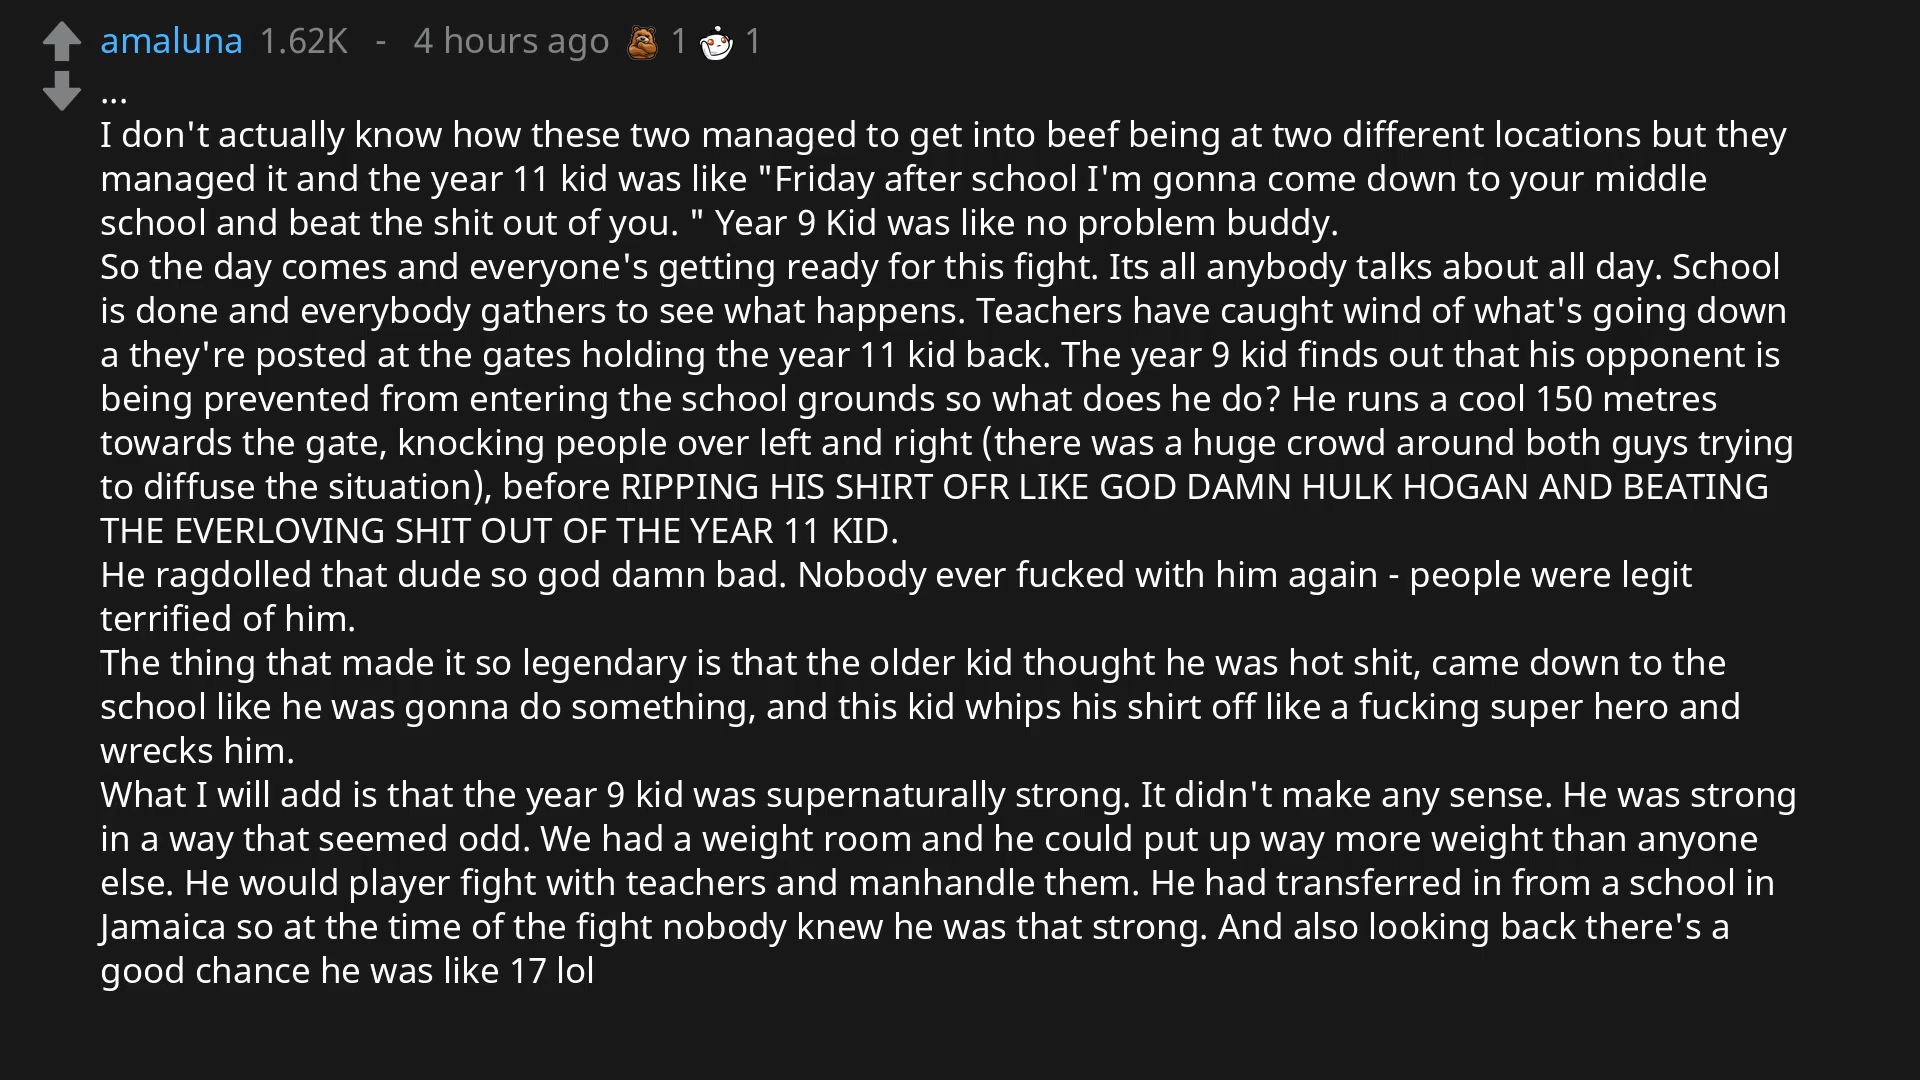 amaluna 1.62K - 4 hours ago 1 1
...
I don't actually know how these two managed to get into beef being at two different locations but they
managed it and the year 11 kid was like "Friday after school I'm gonna come down to your middle
school and beat the shit out of you. " Year 9 Kid was like no problem buddy.
So the day comes and everyone's getting ready for this fight. Its all anybody talks about all day. School
is done and everybody gathers to see what happens. Teachers have caught wind of what's going down
a they're posted at the gates holding the year 11 kid back. The year 9 kid finds out that his opponent is
being prevented from entering the school grounds so what does he do? He runs a cool 150 metres
towards the gate, knocking people over left and right (there was a huge crowd around both guys trying
to diffuse the situation), before RIPPING HIS SHIRT OFR LIKE GOD DAMN HULK HOGAN AND BEATING
THE EVERLOVING SHIT OUT OF THE YEAR 11 KID.
He ragdolled that dude so god damn bad. Nobody ever fucked with him again - people were legit
terrified of him.
The thing that made it so legendary is that the older kid thought he was hot shit, came down to the
school like he was gonna do something, and this kid whips his shirt off like a fucking super hero and
wrecks him.
What I will add is that the year 9 kid was supernaturally strong. It didn't make any sense. He was strong
in a way that seemed odd. We had a weight room and he could put up way more weight than anyone
else. He would player fight with teachers and manhandle them. He had transferred in from a school in
Jamaica so at the time of the fight nobody knew he was that strong. And also looking back there's a
good chance he was like 17 lol